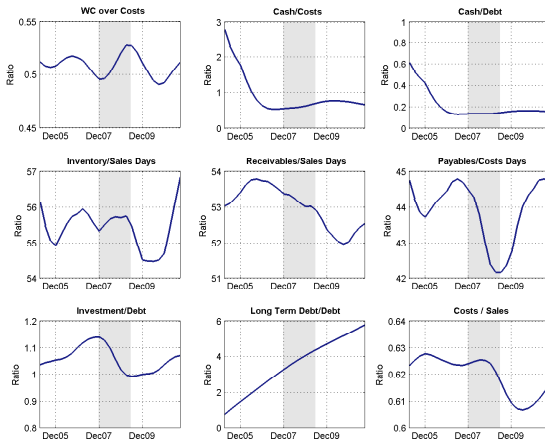 WC over Costs
Cash/Costs
Cash/Debt
0.55
0.5
0.45
Ratio
Dec05 Dec07 Dec09
3
2
1
0
Ratio
Dec05 Dec07 Dec09
1
0.8
0.6
0.4
0.2
0
Ratio
Dec05 Dec07 Dec09
Inventory/Sales Days
Receivables/Sales Days
Payables/Costs Days
57
56
55
54
Ratio
Dec05 Dec07 Dec09
54
53
52
51
Ratio
Dec05 Dec07 Dec09
45
44
43
42
Ratio
Dec05 Dec07 Dec09
Investment/Debt
Long Term Debt/Debt
Costs / Sales
1.2
1.1
1
0.9
0.8
Ratio
Dec05 Dec07 Dec09
6
4
2
0
Ratio
Dec05 Dec07 Dec09
0.64
0.63
0.62
0.61
0.6
Ratio
Dec05 Dec07 Dec09